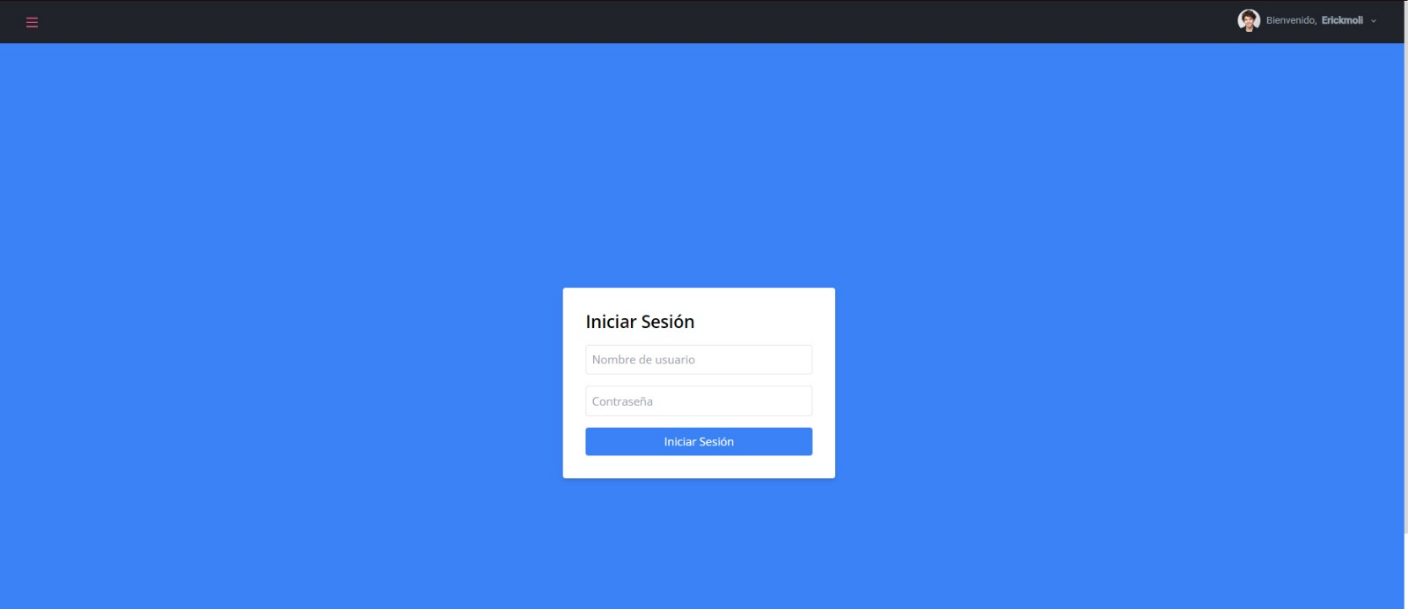 Bienvenido, Erickmoli
Iniciar Sesión
Nombre de usuario
Contraseña
Iniciar Sesión